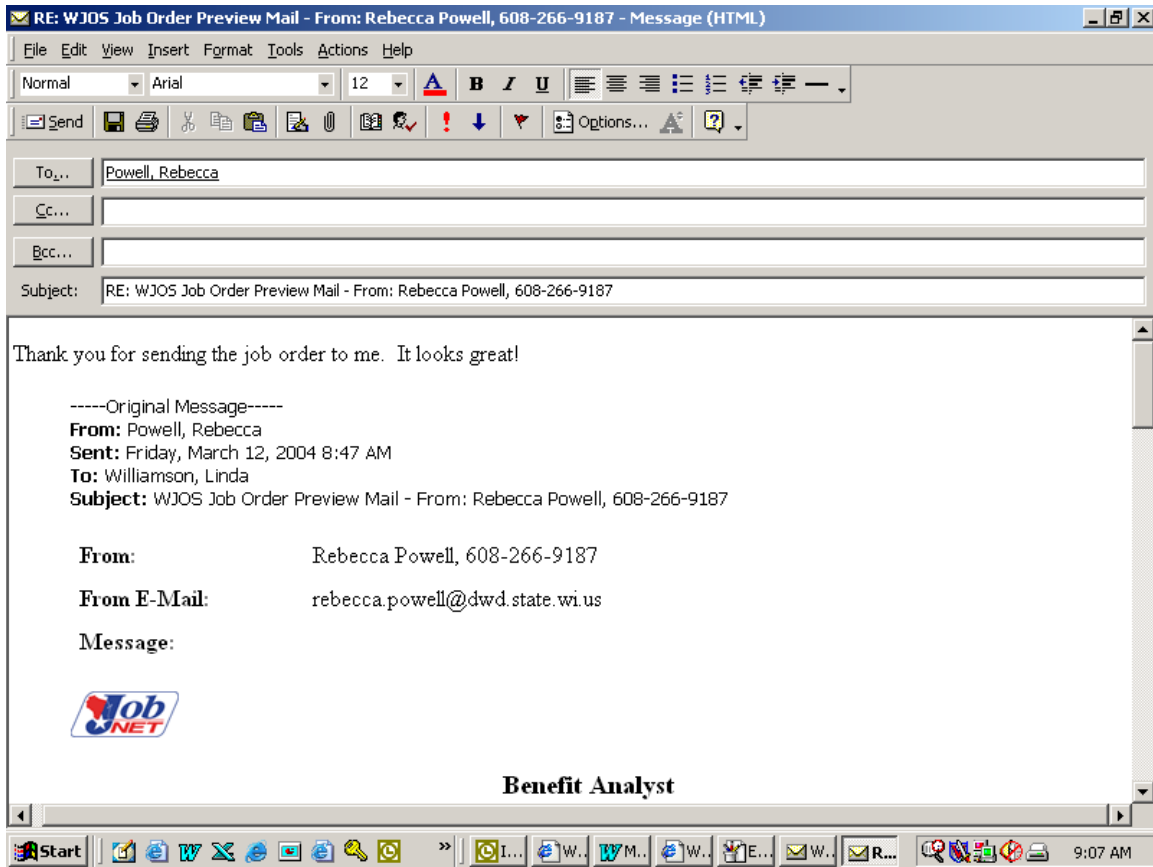 RE: WJOS Job Order Preview Mail - From: Rebecca Powell, 608-266-9187 - Message (HTML)
File Edit View Insert Format Tools Actions Help
Normal Arial 12 A B I U
Send Options... A
To... Powell, Rebecca
Cc...
Bcc...
Subject: RE: WJOS Job Order Preview Mail - From: Rebecca Powell, 608-266-9187
Thank you for sending the job order to me. It looks great!
-----Original Message-----
From: Powell, Rebecca
Sent: Friday, March 12, 2004 8:47 AM
To: Williamson, Linda
Subject: WJOS Job Order Preview Mail - From: Rebecca Powell, 608-266-9187
From: Rebecca Powell, 608-266-9187
From E-Mail: rebecca.powell@dwd.state.wi.us
Message:
Job
NET
Benefit Analyst
Start » I... W.. M.. W.. E... W.. R... 9:07 AM